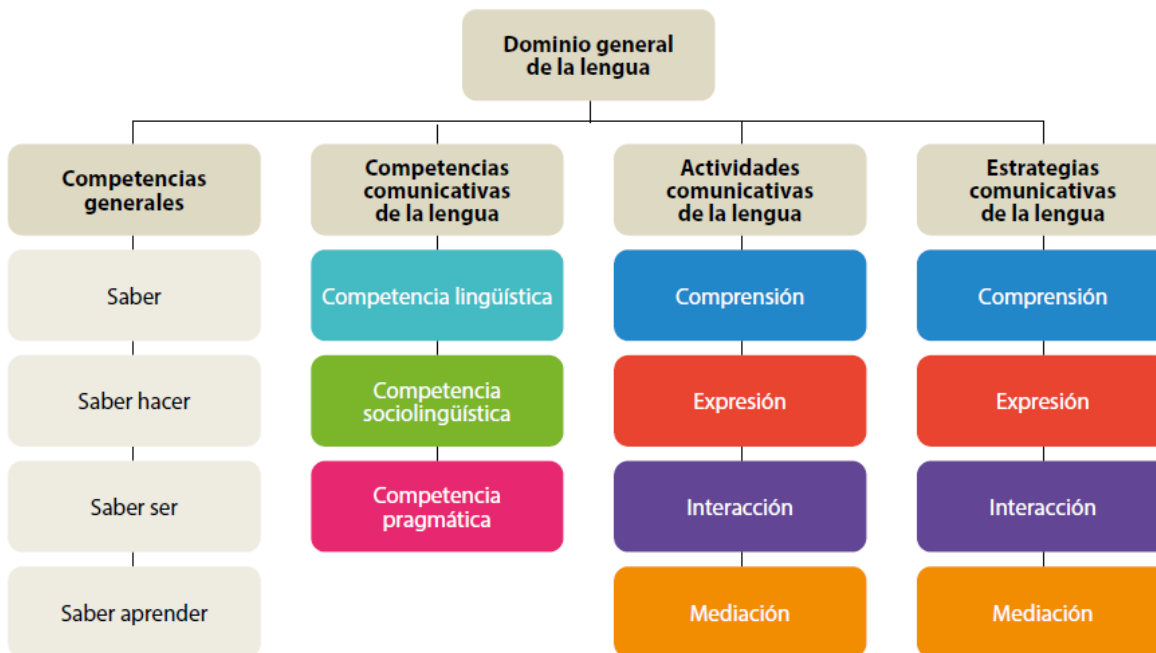 Dominio general
de la lengua
Competencias
generales
Saber
Saber hacer
Saber ser
Saber aprender
Competencias
comunicativas
de la lengua
Competencia lingüística
Competencia
sociolingüística
Competencia
pragmática
Actividades
comunicativas
de la lengua
Comprensión
Expresión
Interacción
Mediación
Estrategias
comunicativas
de la lengua
Comprensión
Expresión
Interacción
Mediación